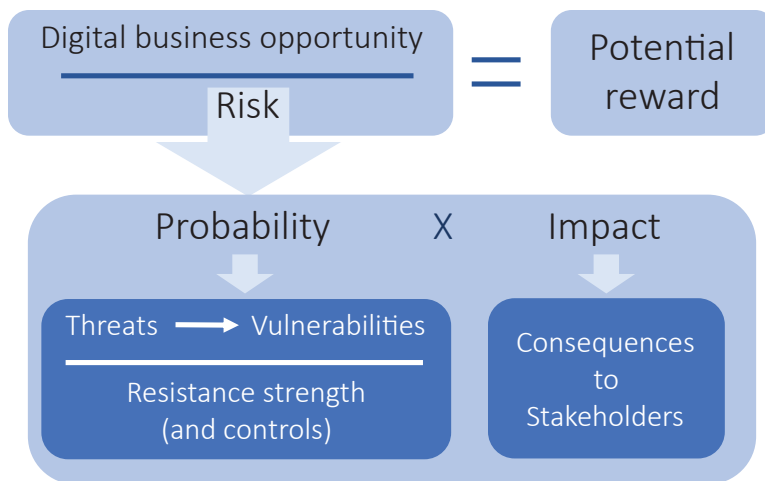 Digital business opportunity
Risk
=
Potential
reward
Probability X Impact
Threats → Vulnerabilities
Resistance strength
(and controls)
Consequences
to
Stakeholders